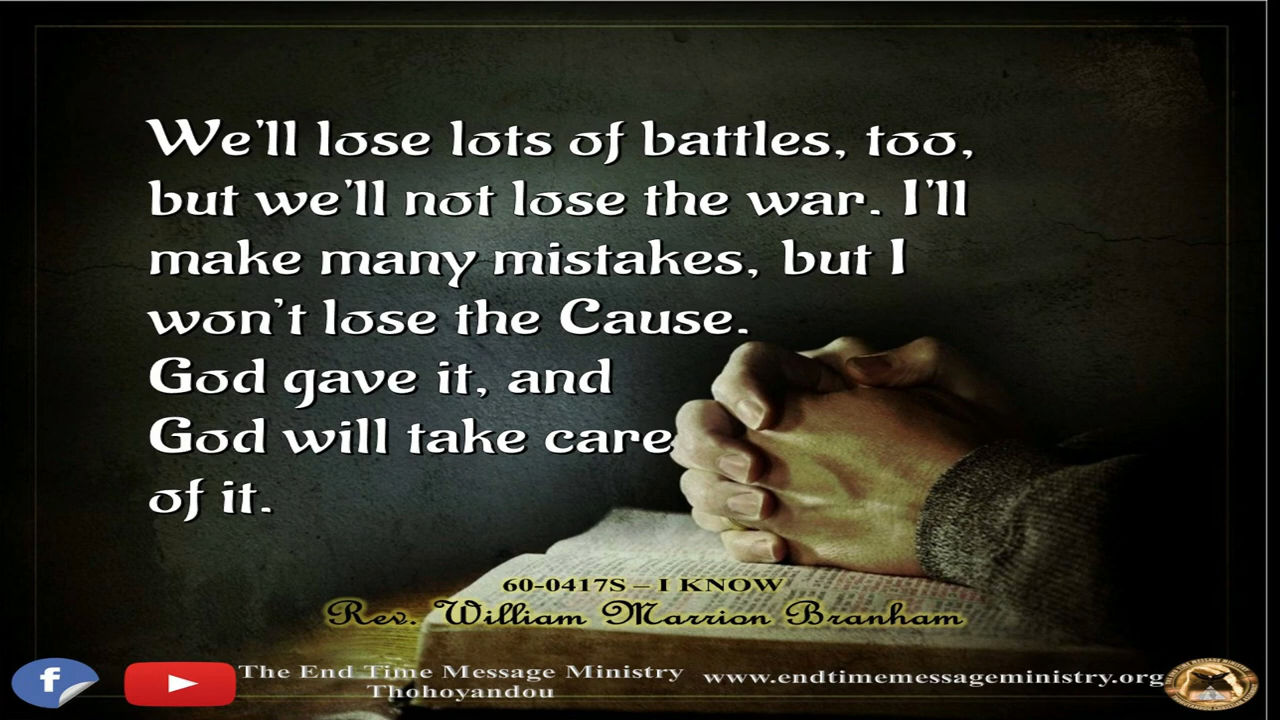 We'll lose lots of battles, too,
but we'll not lose the war. I'll
make many mistakes, but I
won't lose the Cause.
God gave it, and
God will take care
of it.
60-0417S – I KNOW
Rev. William Marrion Branham
The End Time Message Ministry
Thohoyandou
www.endtimemessageministry.org